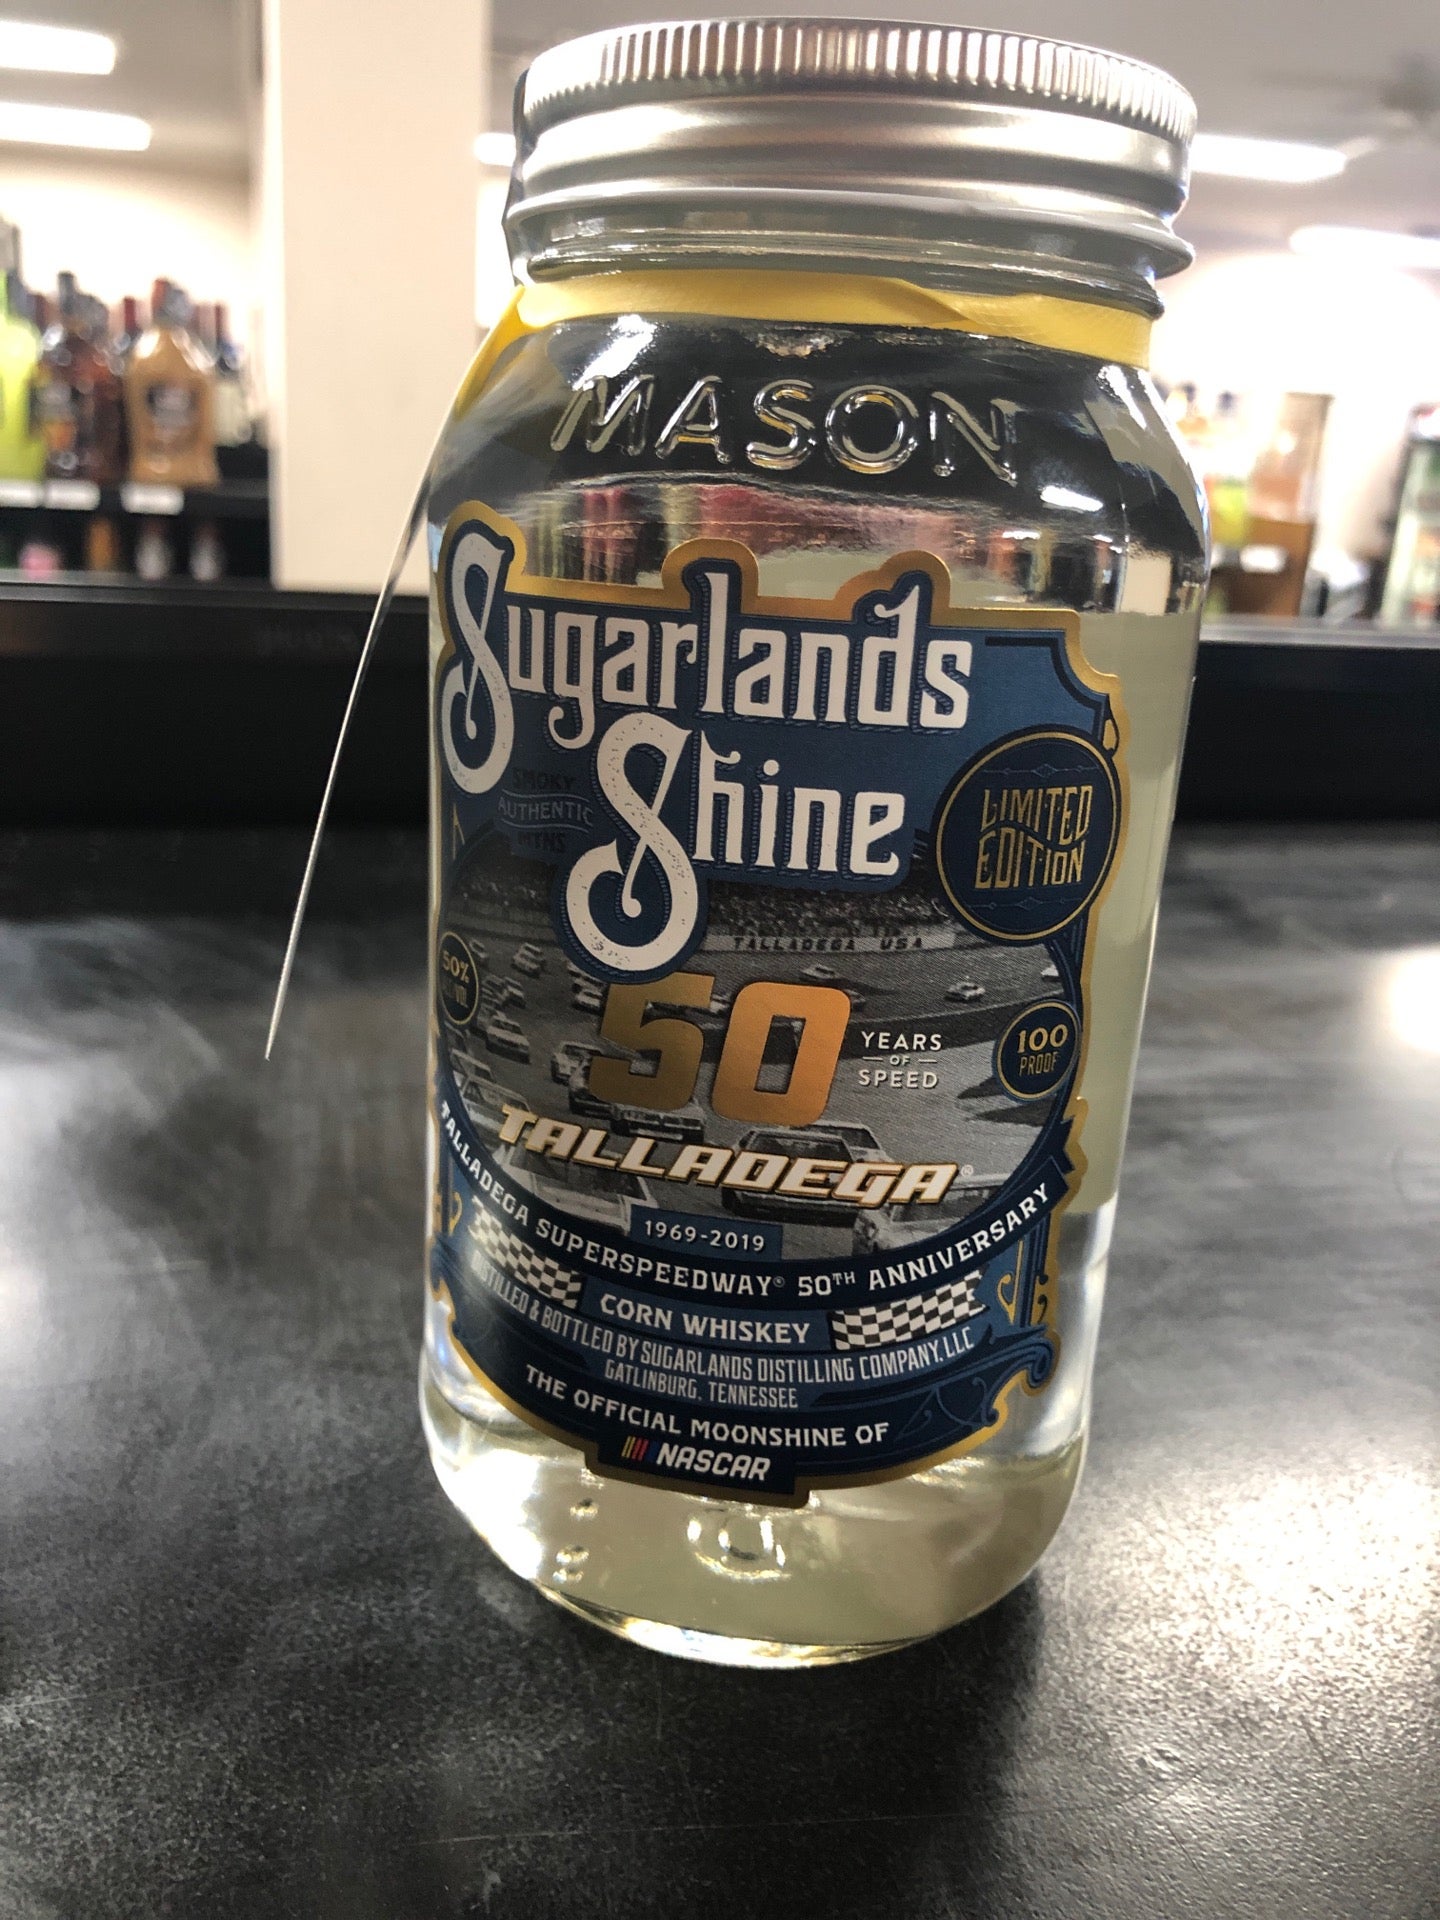 MASON
Sugarlands
Shine
SMOKY
AUTHENTIC
MTNS
LIMITED
EDITION
TALLADEGA USA
50%
VOL
50
YEARS
OF
SPEED
100
PROOF
TALLADEGA®
1969-2019
TALLADEGA SUPERSPEEDWAY® 50TH ANNIVERSARY
CORN WHISKEY
DISTILLED & BOTTLED BY SUGARLANDS DISTILLING COMPANY, LLC
GATLINBURG, TENNESSEE
THE OFFICIAL MOONSHINE OF
NASCAR